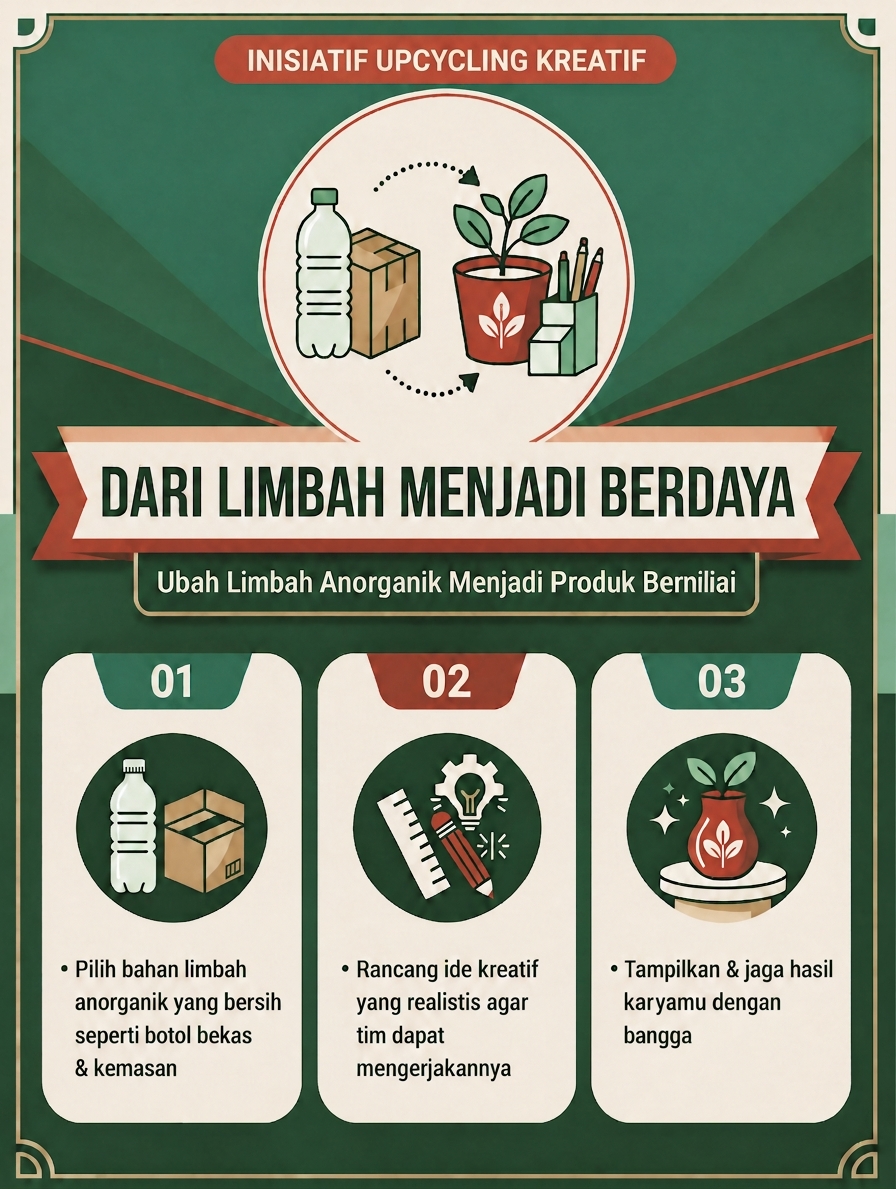 INISIATIF UPCYCLING KREATIF
DARI LIMBAH MENJADI BERDAYA
Ubah Limbah Anorganik Menjadi Produk Berniliai
01
• Pilih bahan limbah
anorganik yang bersih
seperti botol bekas
& kemasan
02
• Rancang ide kreatif
yang realistis agar
tim dapat
mengerjakannya
03
• Tampilkan & jaga hasil
karyamu dengan
bangga